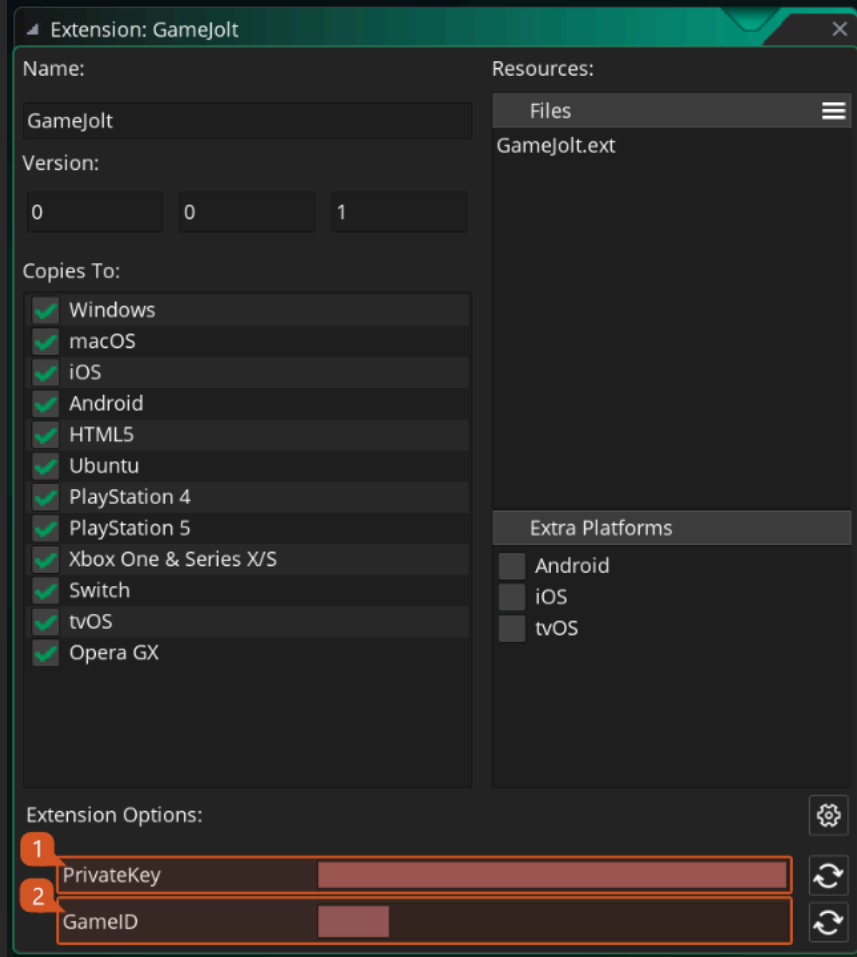 Extension: GameJolt
Name:
GameJolt
Version:
0 0 1
Copies To:
Windows
macOS
iOS
Android
HTML5
Ubuntu
PlayStation 4
PlayStation 5
Xbox One & Series X/S
Switch
tvOS
Opera GX
Resources:
Files
GameJolt.ext
Extra Platforms
Android
iOS
tvOS
Extension Options:
1
PrivateKey
2
GameID